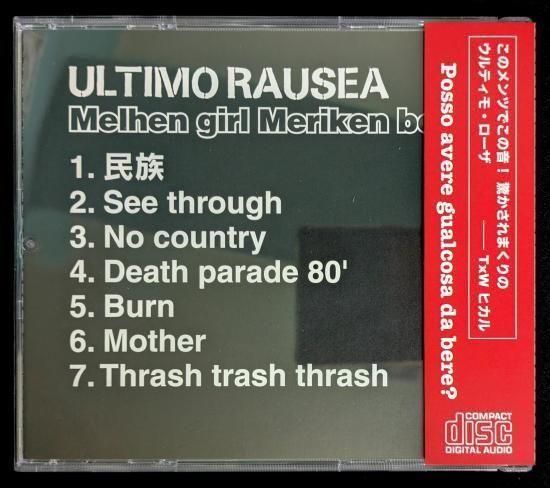 ULTIMO RAUSEA
Melhen girl Meriken
1. 民族
2. See through
3. No country
4. Death parade 80'
5. Burn
6. Mother
7. Thrash trash thrash
このメンツでこの音！ 驚かされまくりの
ウルティモ・ローザ ―― TxW ヒカル
Posso avere gualcosa da bere?
COMPACT
disc
DIGITAL AUDIO